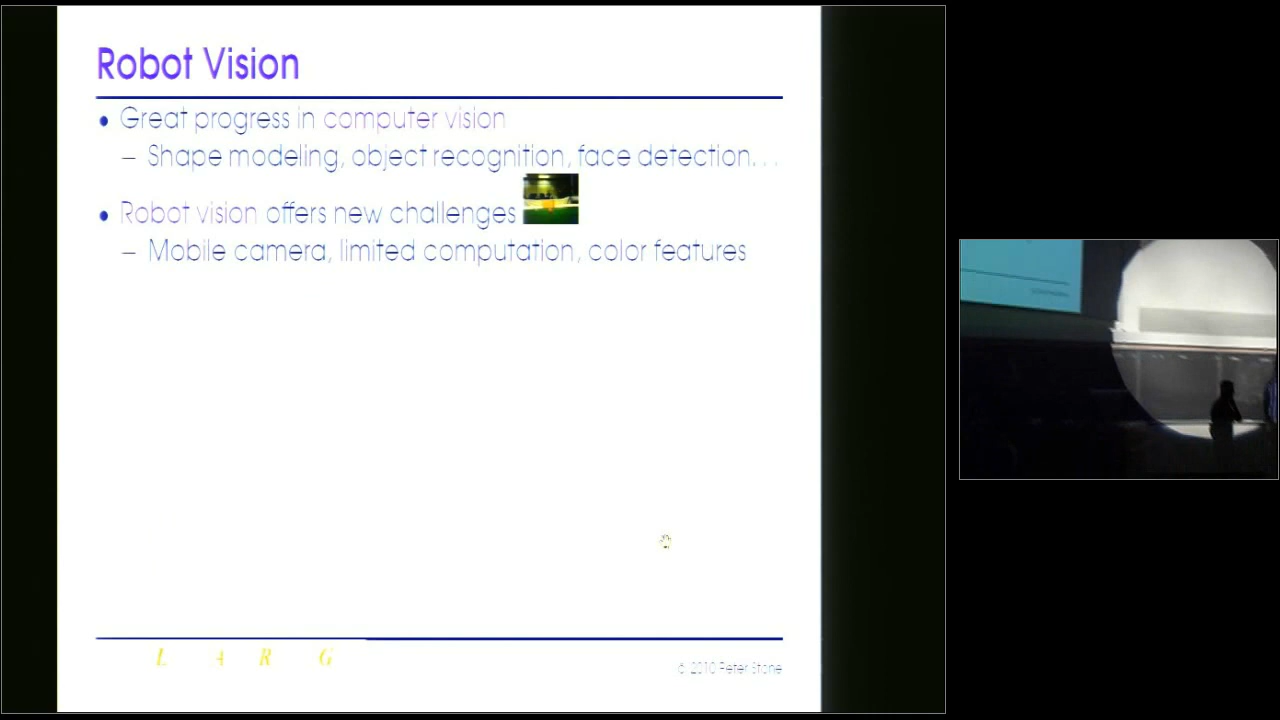 Robot Vision
• Great progress in computer vision
– Shape modeling, object recognition, face detection. . .
• Robot vision offers new challenges
– Mobile camera, limited computation, color features
L A R G
© 2010 Peter Stone